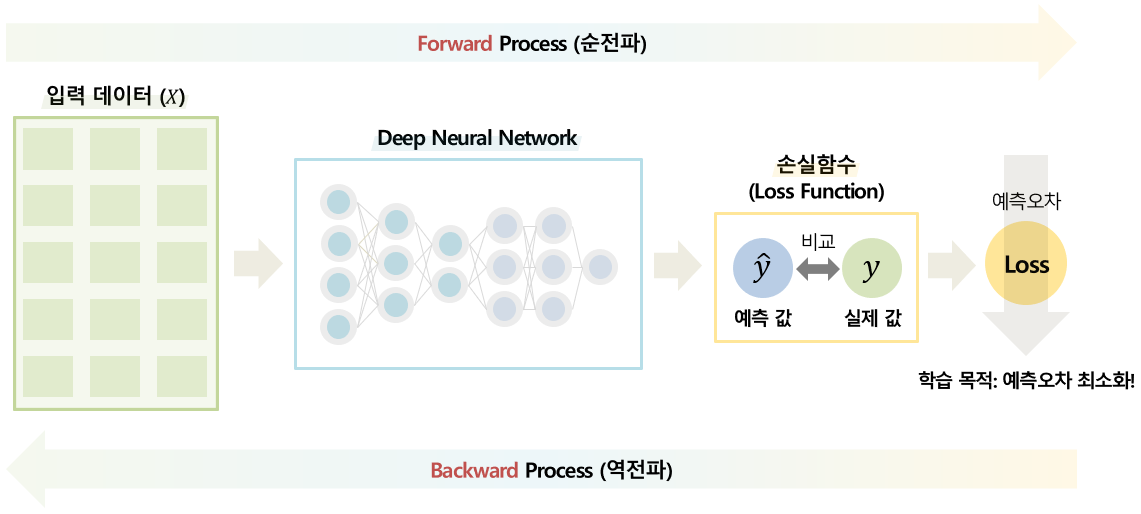 Forward Process (순전파)
입력 데이터 (X)
Deep Neural Network
손실함수
(Loss Function)
비교
ŷ
y
예측 값
실제 값
예측오차
Loss
학습 목적: 예측오차 최소화!
Backward Process (역전파)